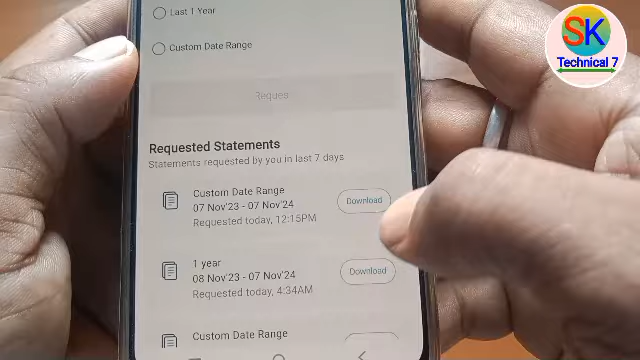 Last 1 Year
Custom Date Range
Reques
Requested Statements
Statements requested by you in last 7 days
Custom Date Range
07 Nov'23 - 07 Nov'24
Requested today, 12:15PM
Download
1 year
08 Nov'23 - 07 Nov'24
Requested today, 4:34AM
Download
Custom Date Range
SK
Technical 7